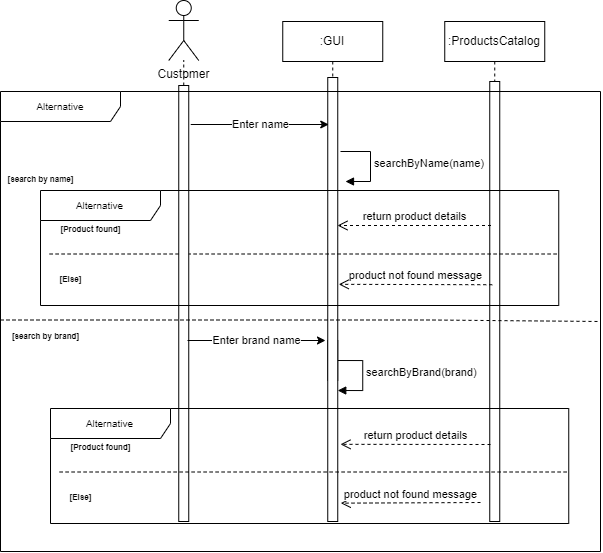 Customer
:GUI
:ProductsCatalog
Alternative
Enter name
searchByName(name)
[search by name]
Alternative
return product details
[Product found]
[Else]
product not found message
[search by brand]
Enter brand name
searchByBrand(brand)
Alternative
return product details
[Product found]
[Else]
product not found message